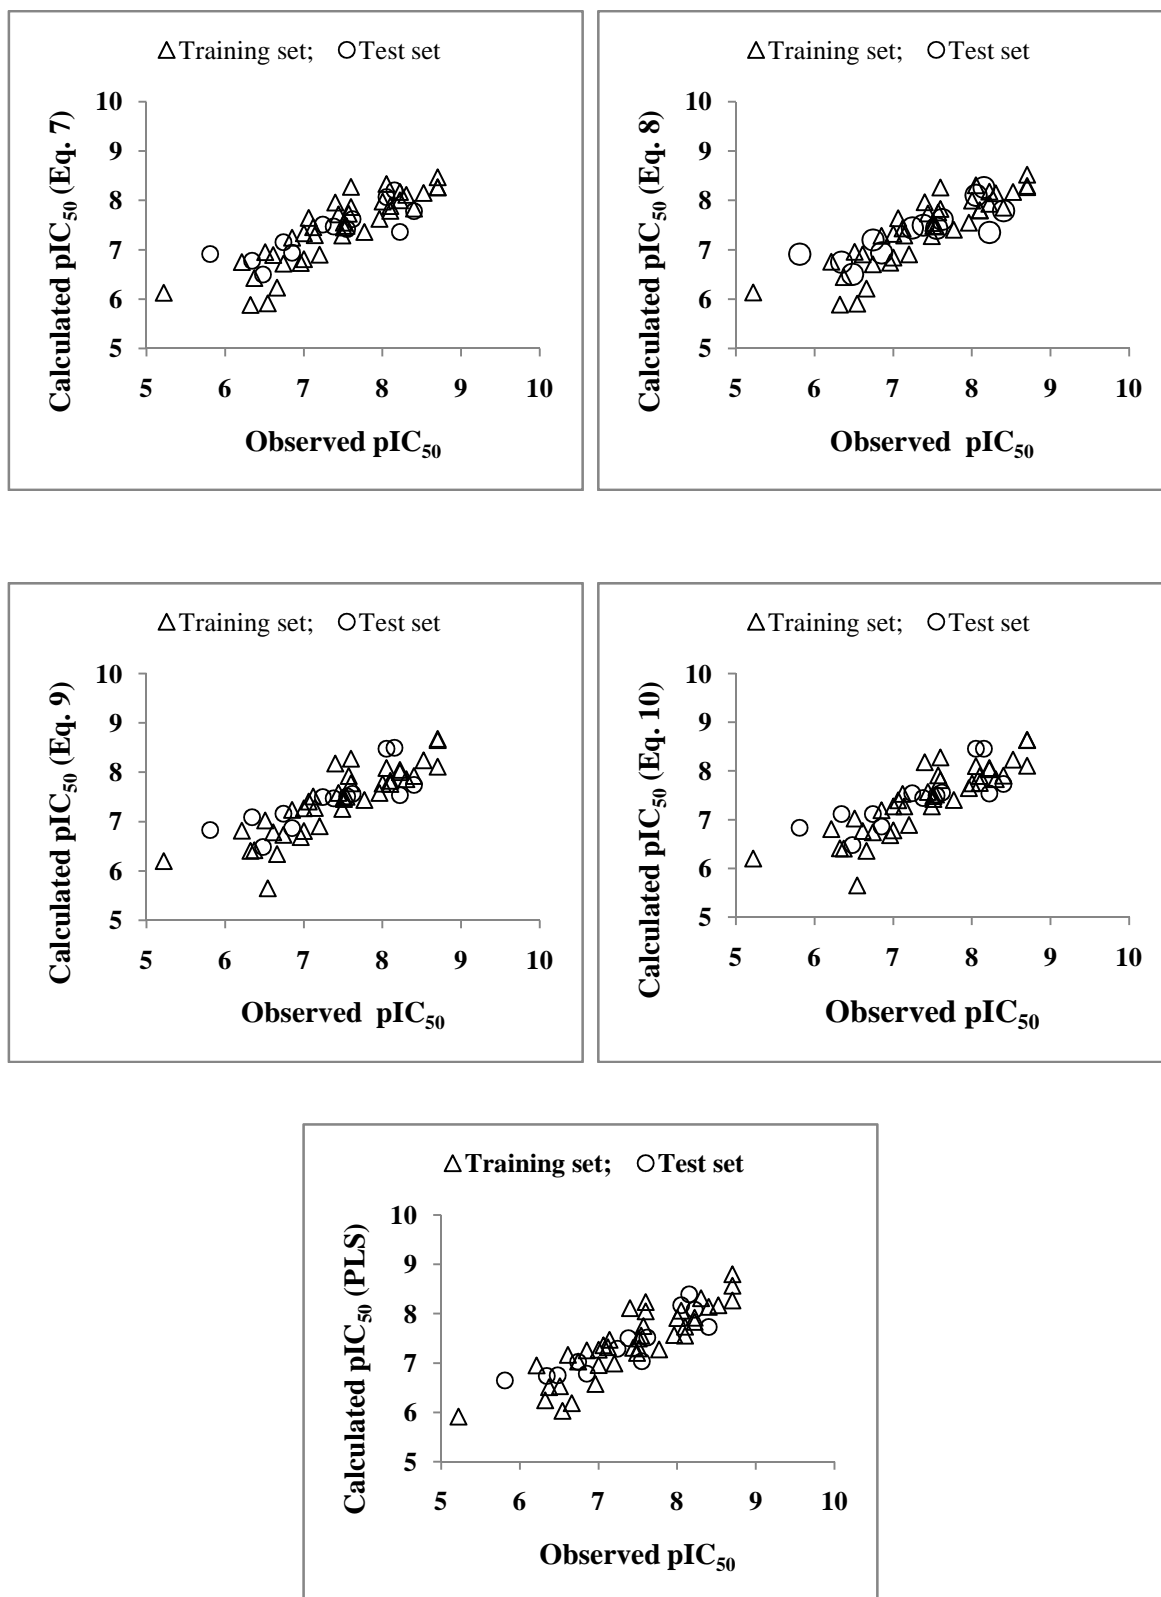 △Training set; ○Test set
Calculated pIC50 (Eq. 7)
10
9
8
7
6
5
5 6 7 8 9 10
Observed pIC50
△Training set; ○Test set
Calculated pIC50 (Eq. 8)
10
9
8
7
6
5
5 6 7 8 9 10
Observed pIC50
△Training set; ○Test set
Calculated pIC50 (Eq. 9)
10
9
8
7
6
5
5 6 7 8 9 10
Observed pIC50
△Training set; ○Test set
Calculated pIC50 (Eq. 10)
10
9
8
7
6
5
5 6 7 8 9 10
Observed pIC50
△Training set; ○Test set
Calculated pIC50 (PLS)
10
9
8
7
6
5
5 6 7 8 9 10
Observed pIC50